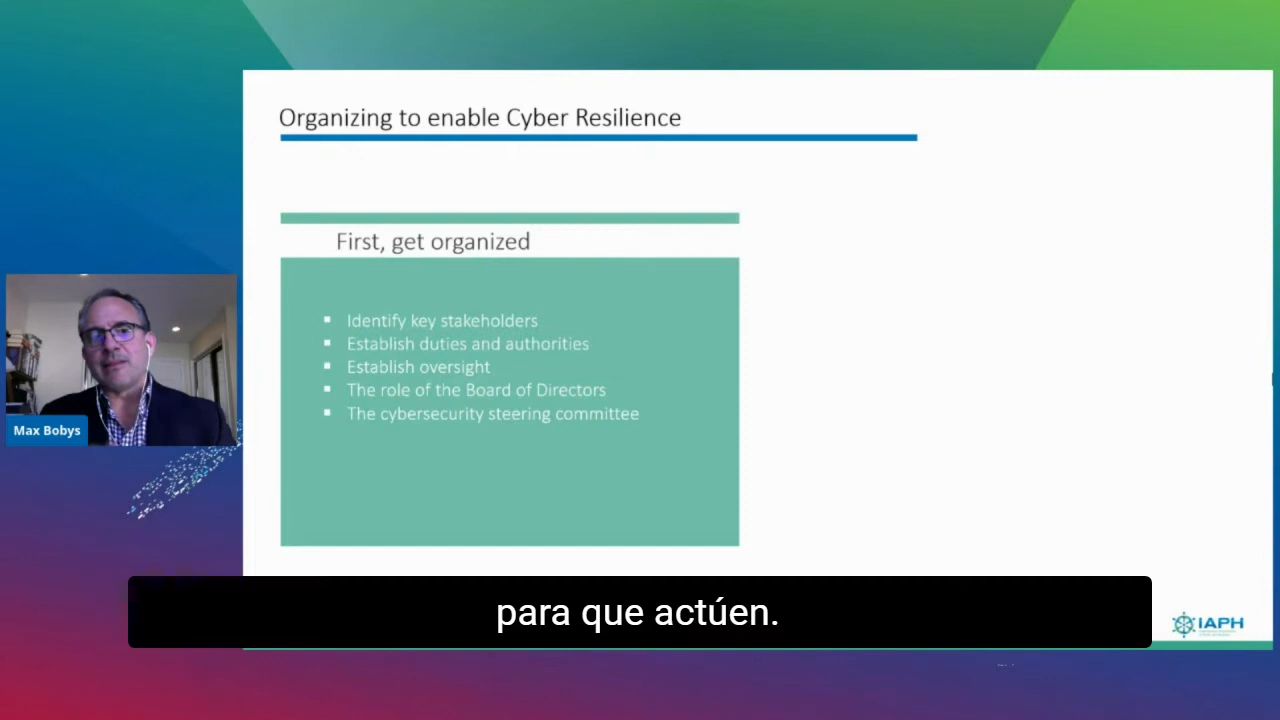 Organizing to enable Cyber Resilience
First, get organized
Identify key stakeholders
Establish duties and authorities
Establish oversight
The role of the Board of Directors
The cybersecurity steering committee
Max Bobys
para que actúen.
IAPH